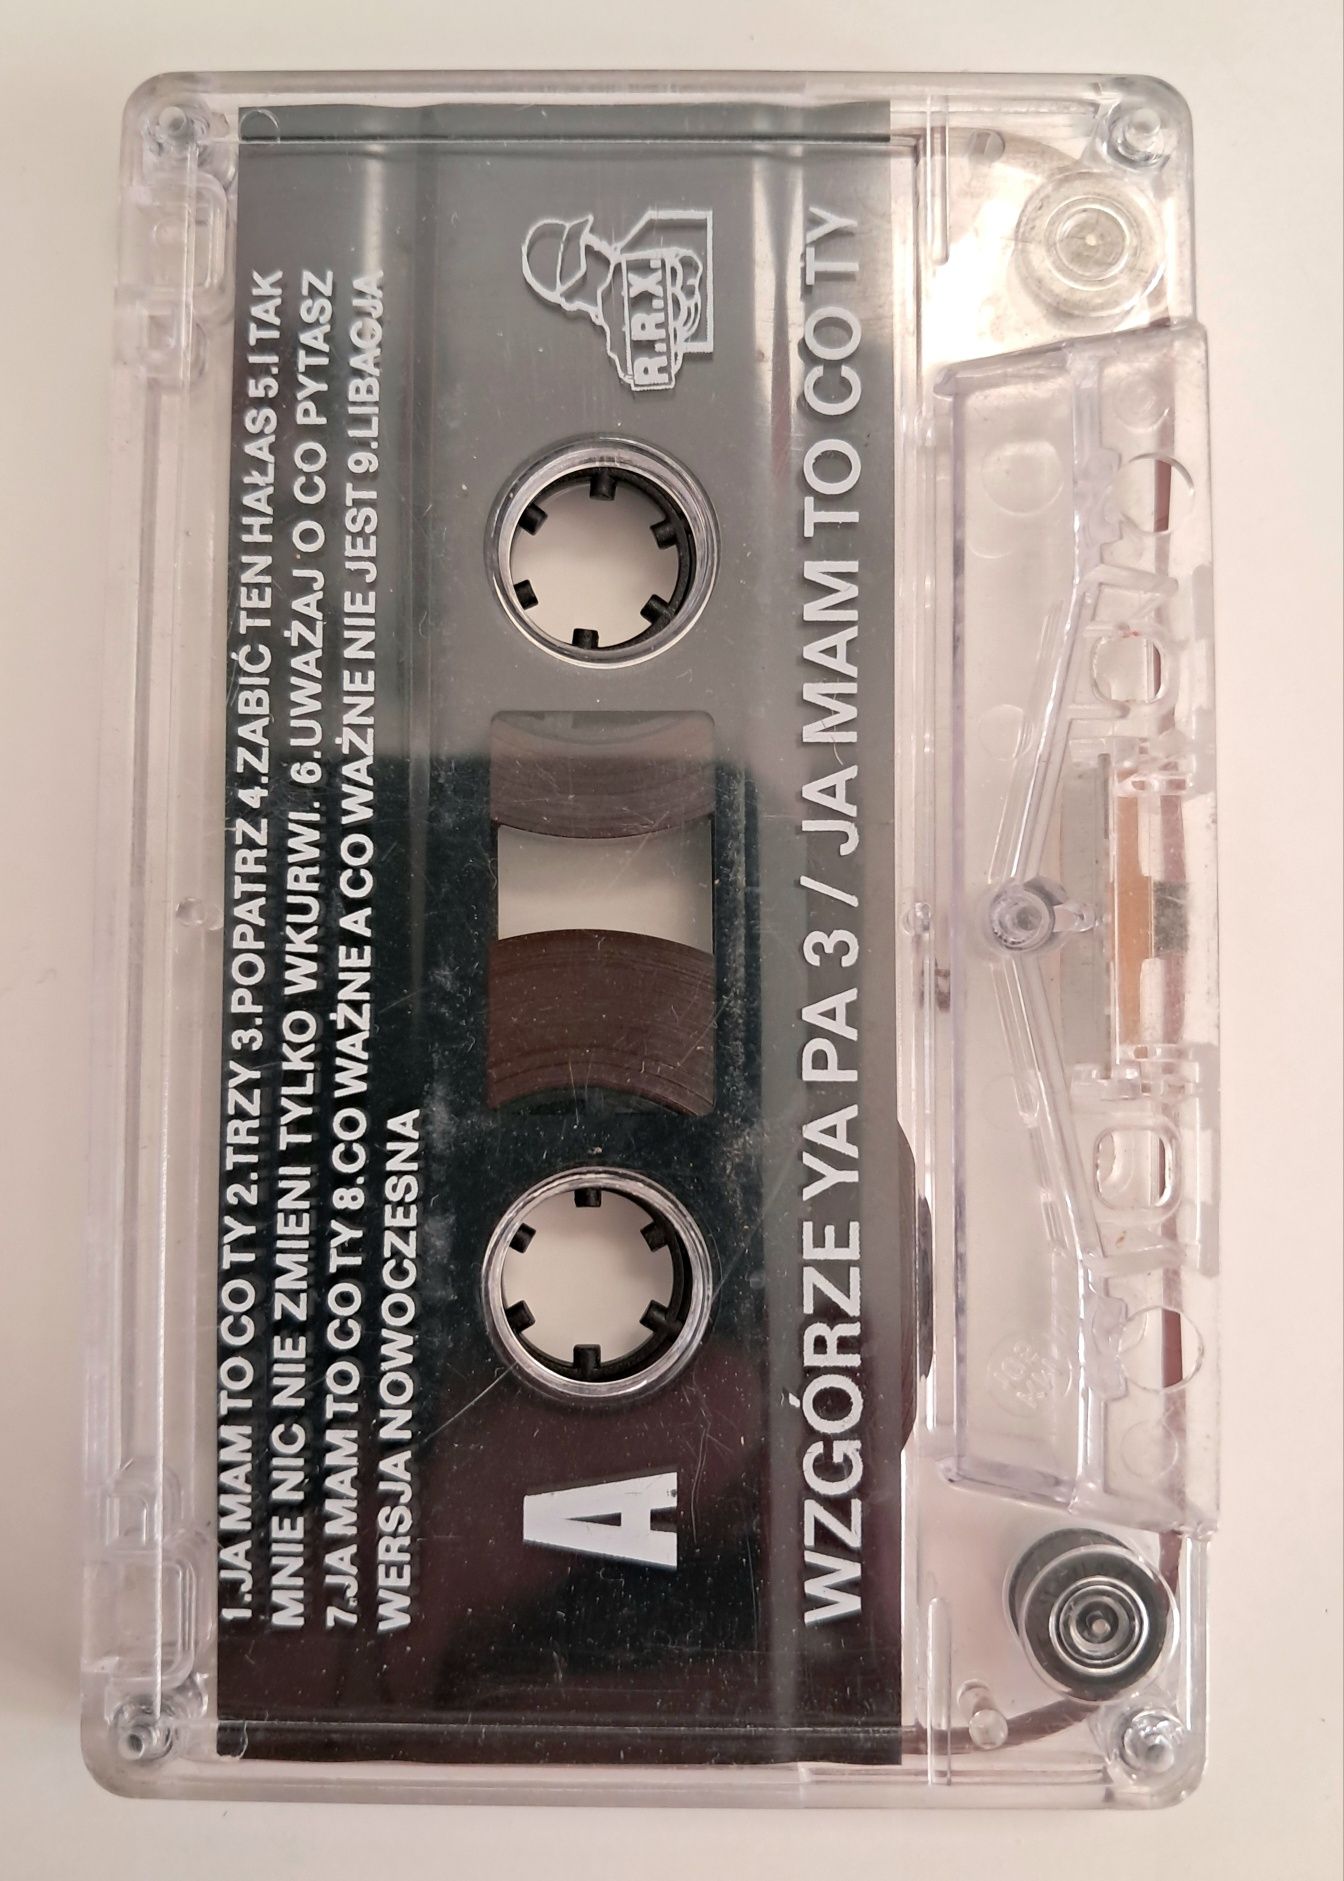 1.JA MAM TO CO TY 2.TRZY 3.POPATRZ 4.ZABIĆ TEN HAŁAS 5.I TAK
MNIE NIC NIE ZMIENI TYLKO WKURWI. 6.UWAŻAJ O CO PYTASZ
7.JA MAM TO CO TY 8.CO WAŻNE A CO WAŻNE NIE JEST 9.LIBACJA
WERSJA NOWOCZESNA
A
R.R.X.
WZGÓRZE YA PA 3 / JA MAM TO CO TY